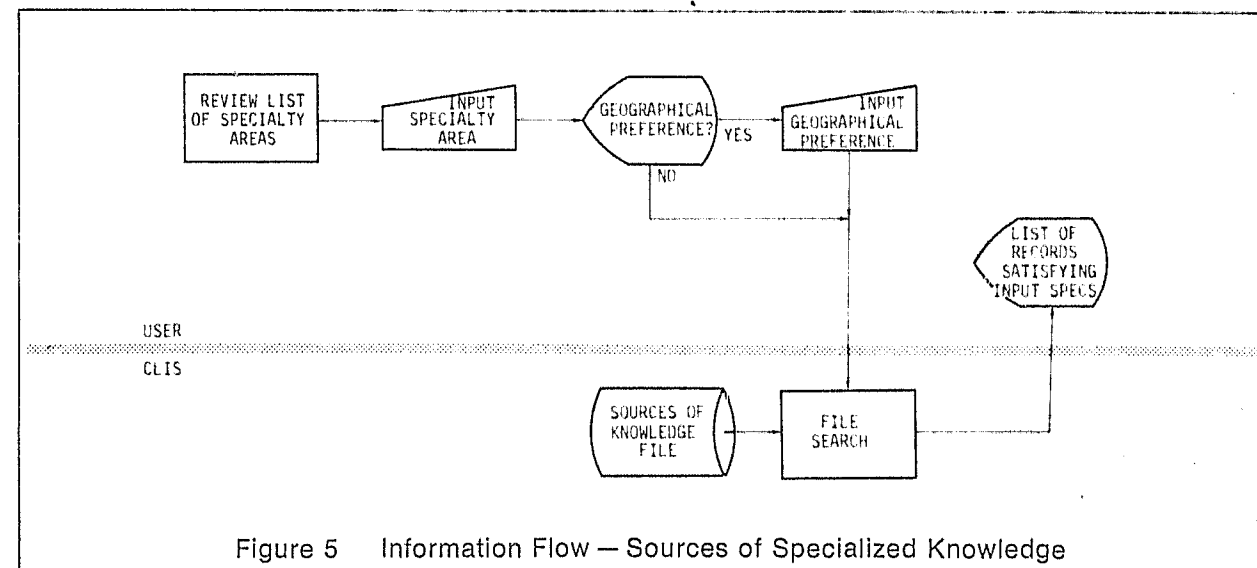 REVIEW LIST
OF SPECIALTY
AREAS
INPUT
SPECIALTY
AREA
GEOGRAPHICAL
PREFERENCE?
YES
NO
INPUT
GEOGRAPHICAL
PREFERENCE
LIST OF
RECORDS
SATISFYING
INPUT SPECS
USER
CLIS
SOURCES OF
KNOWLEDGE
FILE
FILE
SEARCH
Figure 5 Information Flow — Sources of Specialized Knowledge